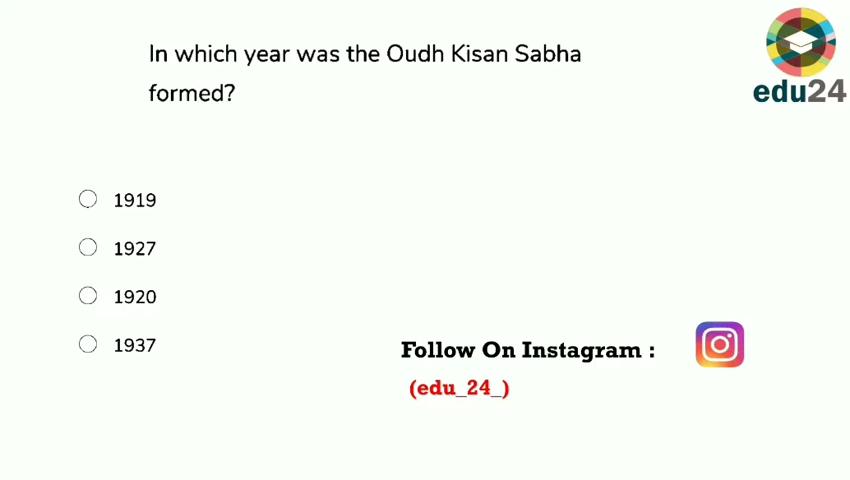 In which year was the Oudh Kisan Sabha
formed?
edu24
1919
1927
1920
1937
Follow On Instagram :
(edu_24_)